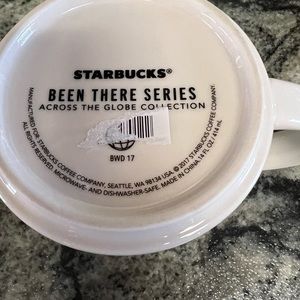 STARBUCKS®
BEEN THERE SERIES
ACROSS THE GLOBE COLLECTION
BWD 17
MANUFACTURED FOR STARBUCKS COFFEE COMPANY, SEATTLE, WA 98134 USA © 2017 STARBUCKS COFFEE COMPANY.
ALL RIGHTS RESERVED. MICROWAVE- AND DISHWASHER-SAFE. MADE IN CHINA. 14 FL OZ / 414 mL